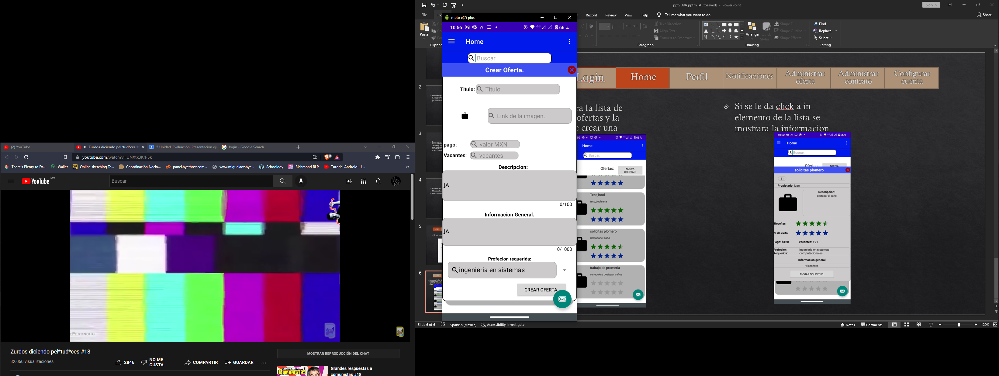 ppt9D9A.pptm [Autosaved] - PowerPoint
Sign in
File
Record
Review
View
Help
Tell me what you want to do
Share
Paste
Text Direction
Align Text
Convert to SmartArt
Arrange
Quick Styles
Shape Fill
Shape Outline
Shape Effects
Find
Replace
Select
Paragraph
Drawing
Editing
moto e(7) plus
10:56
4G
66 %
Home
Buscar.
Crear Oferta.
Titulo:
Titulo.
Link de la imagen.
pago:
valor MXN
Vacantes:
vacantes
Descripcion:
0/100
Informacion General.
0/1000
Profecion requerida:
ingenieria en sistemas
CREAR OFERTA
Login
Home
Perfil
Notificaciones
Administrar oferta
Administrar contrato
Configurar cuenta
ra la lista de
ofertas y la
crear una
Si se le da click a in
elemento de la lista se
mostrara la informacion
66 %
Home
Buscar.
Ofertas:
NUEVA
OFERTAR.
Test_bool
test_booleana
solicitas plomero
destapar el caño
trabajo de promeria
se requiere destapar caños
10:52
66 %
Home
Buscar.
Ofertas:
NUEVA
solicitas plomero
11
Propietario: juan
Descripcion:
destapar el caño
Reseñas
% de exito
Pago: $120
Vacantes: 121
Profecion
Requerida:
ingenieria en sistemas
computacionales
Informacion general
y lacañeria
ENVIAR SOLICITUD.
2
3
4
5
6
Slide 6 of 6
Spanish (Mexico)
Accessibility: Investigate
Notes
Comments
120%
(2) YouTube
Zurdos diciendo pel*tud*ces #
5 Unidad. Evaluación. Presentación eje
login - Google Search
youtube.com/watch?v=UNXtk3KrP5k
There's Plenty to Ex...
Wallet
Online sketching Te...
Coordinación Nacio...
panel.byethost.com...
www.miguelaoz.bye...
Schoology
Richmond RLP
Tutorial Android - L...
YouTube MX
Buscar
ePeroncho
Zurdos diciendo pel*tud*ces #18
32.060 visualizaciones
2846
NO ME GUSTA
COMPARTIR
GUARDAR
MOSTRAR REPRODUCCIÓN DEL CHAT
Grandes respuestas a
comunistas #18